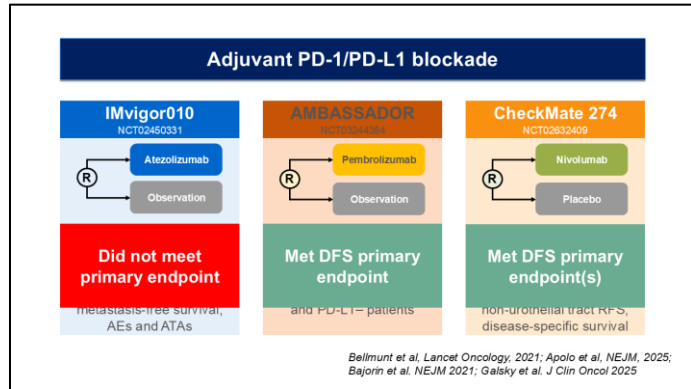 Adjuvant PD-1/PD-L1 blockade
IMvigor010
NCT02450331
R
Atezolizumab
Observation
Did not meet
primary endpoint
metastasis-free survival,
AEs and ATAs
AMBASSADOR
NCT03244384
R
Pembrolizumab
Observation
Met DFS primary
endpoint
and PD-L1– patients
CheckMate 274
NCT02632409
R
Nivolumab
Placebo
Met DFS primary
endpoint(s)
non-urothelial tract RFS,
disease-specific survival
Bellmunt et al, Lancet Oncology, 2021; Apolo et al, NEJM, 2025;
Bajorin et al. NEJM 2021; Galsky et al. J Clin Oncol 2025